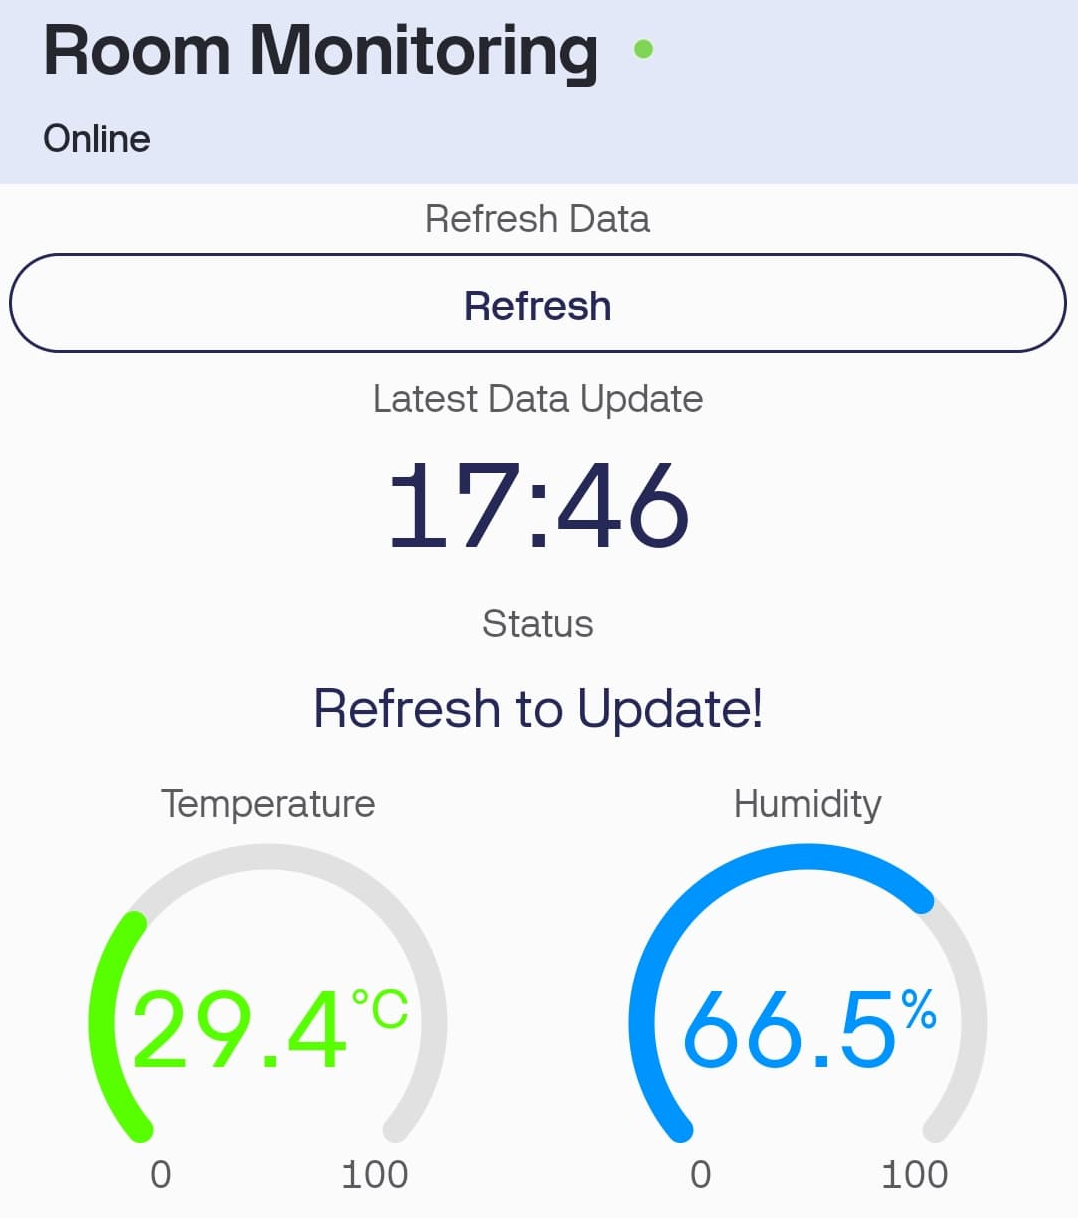 Room Monitoring
Online
Refresh Data
Refresh
Latest Data Update
17:46
Status
Refresh to Update!
Temperature Humidity
29.4°C 66.5%
0 100 0 100